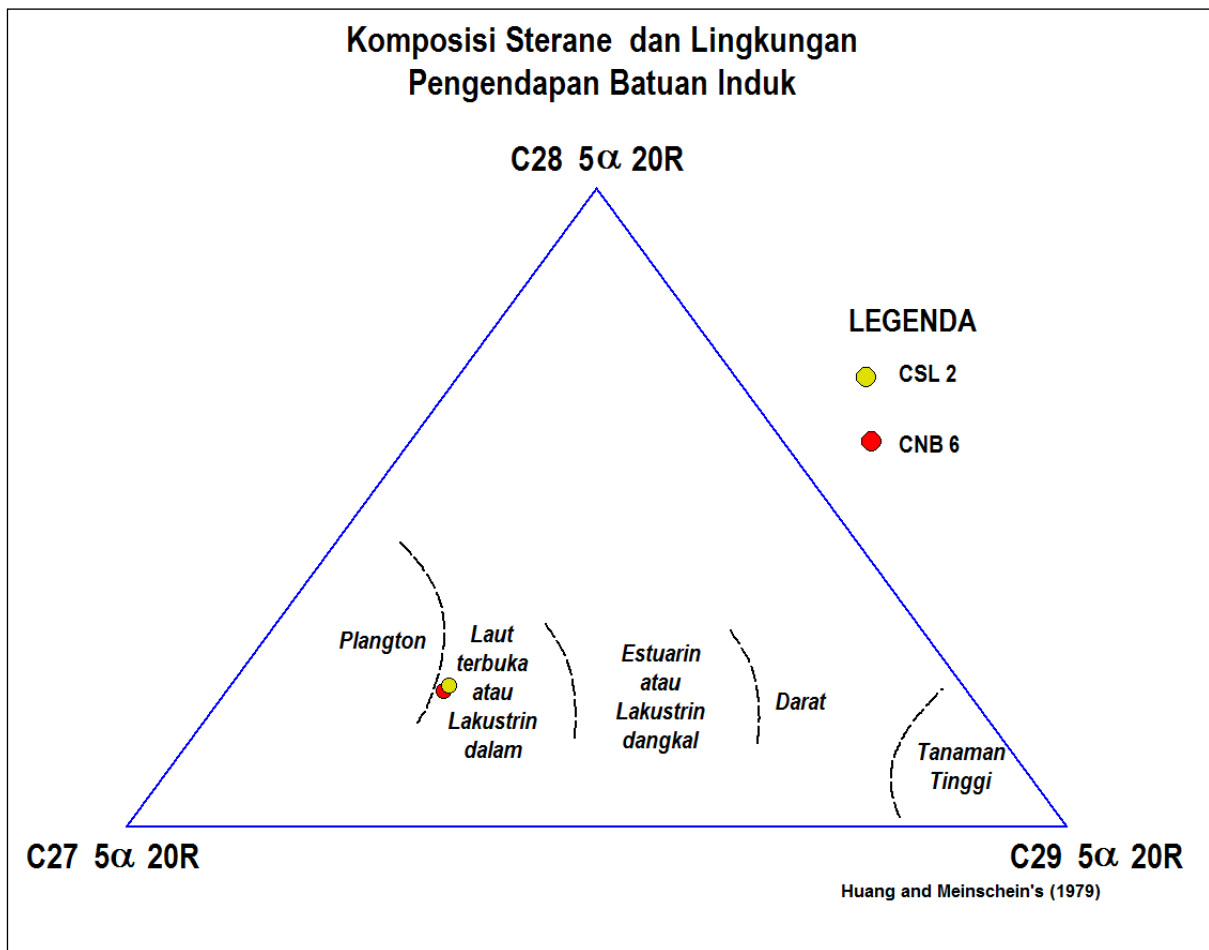 Komposisi Sterane dan Lingkungan
Pengendapan Batuan Induk
C28 5α 20R
LEGENDA
CSL 2
CNB 6
Plangton
Laut
terbuka
atau
Lakustrin
dalam
Estuarin
atau
Lakustrin
dangkal
Darat
Tanaman
Tinggi
C27 5α 20R
C29 5α 20R
Huang and Meinschein's (1979)